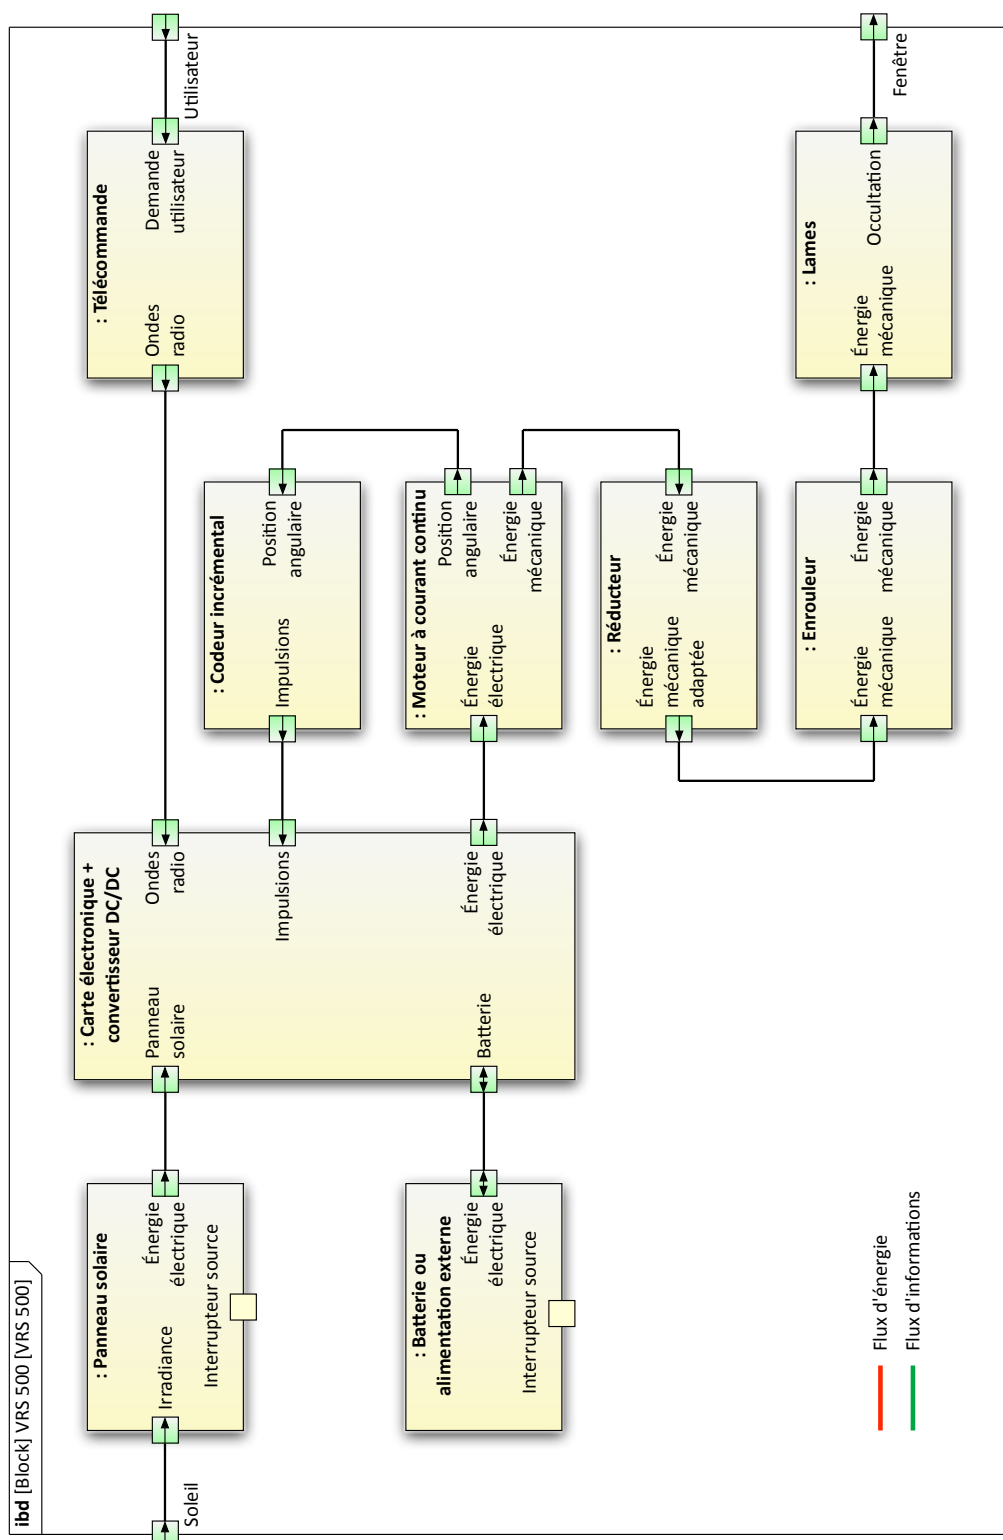 ibd [Block] VRS 500 [VRS 500]
Soleil
: Panneau solaire
Irradiance
Énergie
électrique
Interrupteur source
: Batterie ou
alimentation externe
Énergie
électrique
Interrupteur source
: Carte électronique +
convertisseur DC/DC
Panneau
solaire
Ondes
radio
Impulsions
Batterie
Énergie
électrique
: Télécommande
Ondes
radio
Demande
utilisateur
Utilisateur
: Codeur incrémental
Impulsions
Position
angulaire
: Moteur à courant continu
Énergie
électrique
Position
angulaire
Énergie
mécanique
: Réducteur
Énergie
mécanique
adaptée
Énergie
mécanique
: Enrouleur
Énergie
mécanique
Énergie
mécanique
: Lames
Énergie
mécanique
Occultation
Fenêtre
Flux d'énergie
Flux d'informations